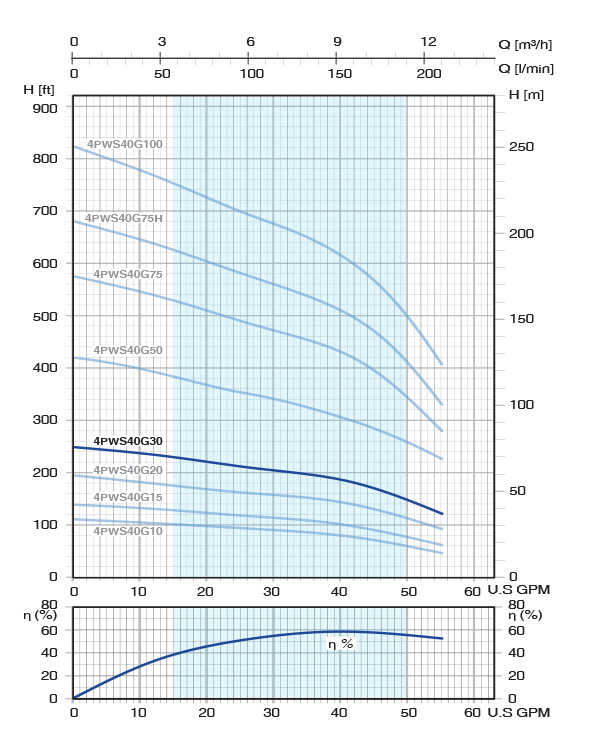 0 3 6 9 12 Q [m³/h]
0 50 100 150 200 Q [l/min]
H [ft] H [m]
900
4PWS40G100 250
800
700 4PWS40G75H
200
600
4PWS40G75
500 150
4PWS40G50
400
100
300
4PWS40G30
200 4PWS40G20
50
4PWS40G15
100
4PWS40G10
0 0
0 10 20 30 40 50 60 U.S GPM
80 80
η (%) η (%)
60 60
η %
40 40
20 20
0 0
0 10 20 30 40 50 60 U.S GPM